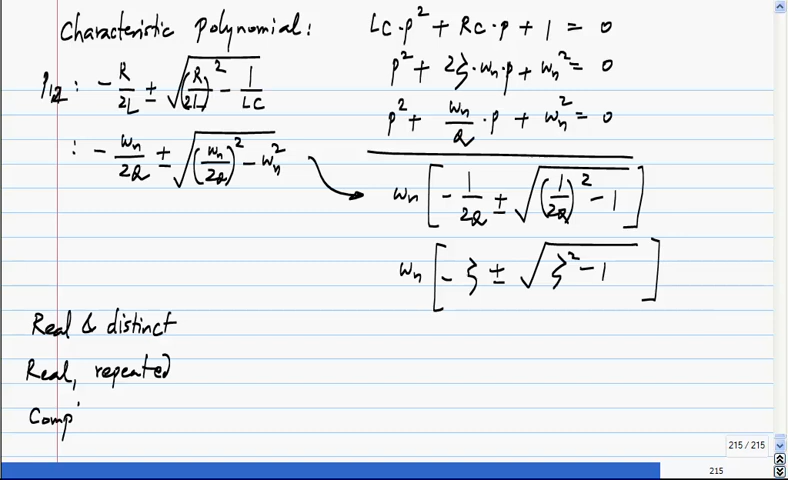 Characteristic Polynomial: LC·p² + RC·p + 1 = 0
p² + 2ζ·ωn·p + ωn² = 0
p₁,₂: -R/2L ± √((R/2L)² - 1/LC)
p² + ωn/Q·p + ωn² = 0
: -ωn/2Q ± √((ωn/2Q)² - ωn²)
ωn[-1/2Q ± √((1/2Q)² - 1)]
ωn[-ζ ± √(ζ² - 1)]
Real & distinct
Real, repeated
Comp
215 / 215
215